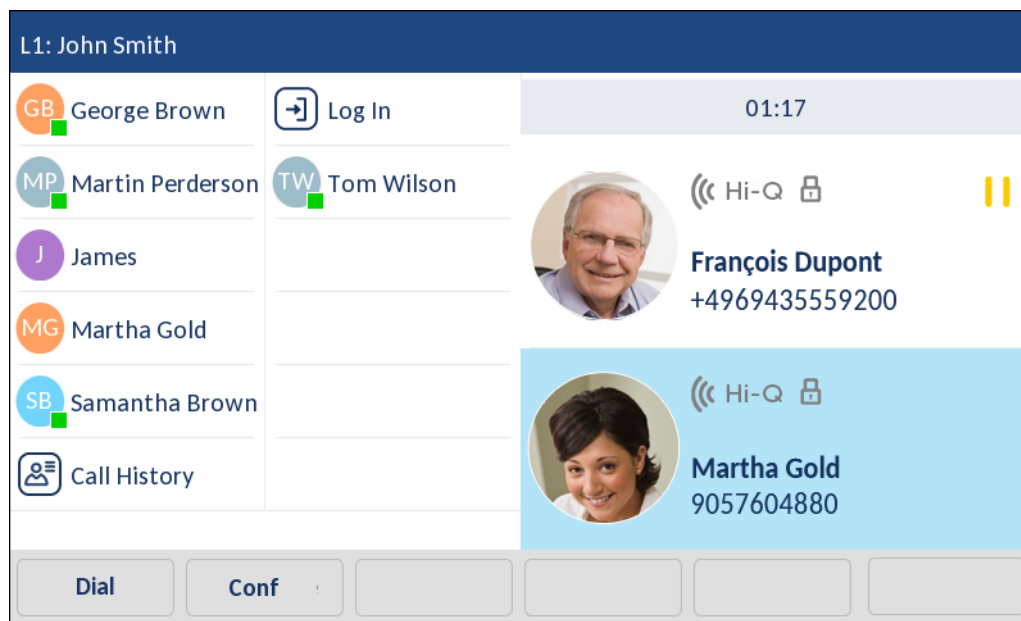 L1: John Smith
GB George Brown
MP Martin Perderson
J James
MG Martha Gold
SB Samantha Brown
Call History
Log In
TW Tom Wilson
01:17
Hi-Q
François Dupont
+4969435559200
Hi-Q
Martha Gold
9057604880
Dial
Conf